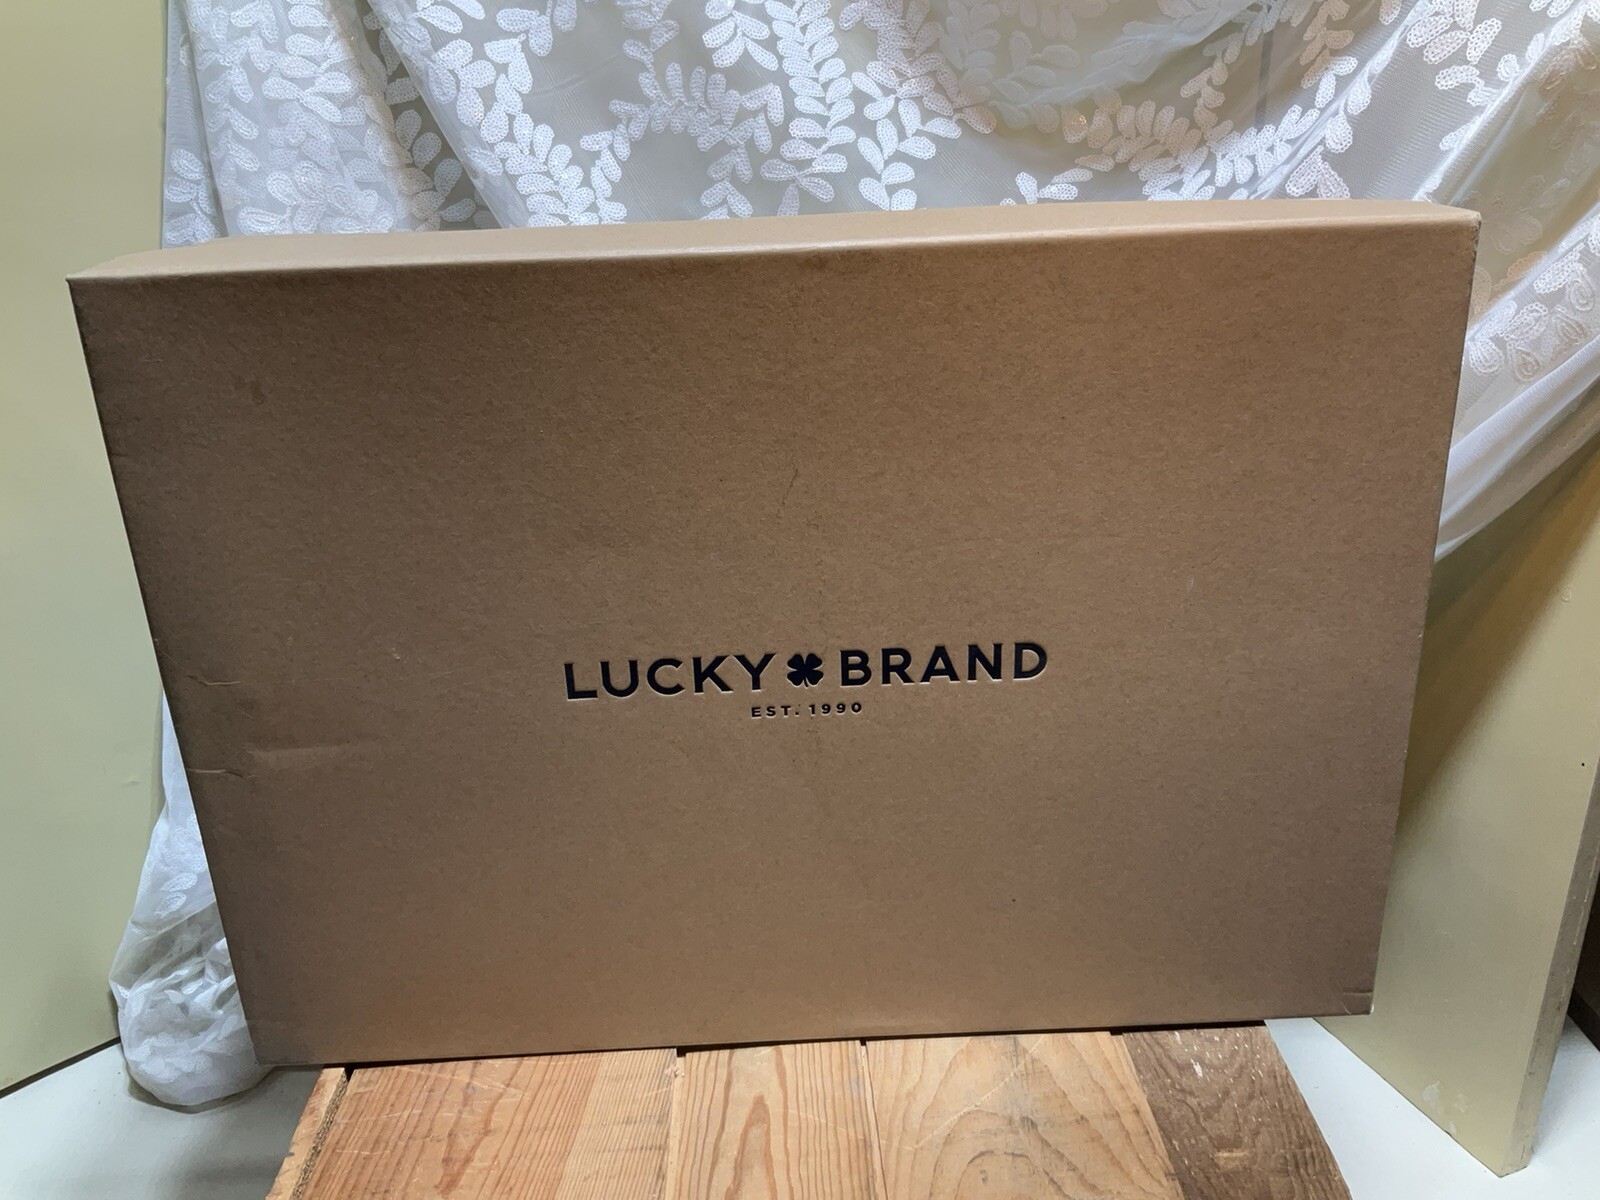 LUCKY BRAND
EST. 1990